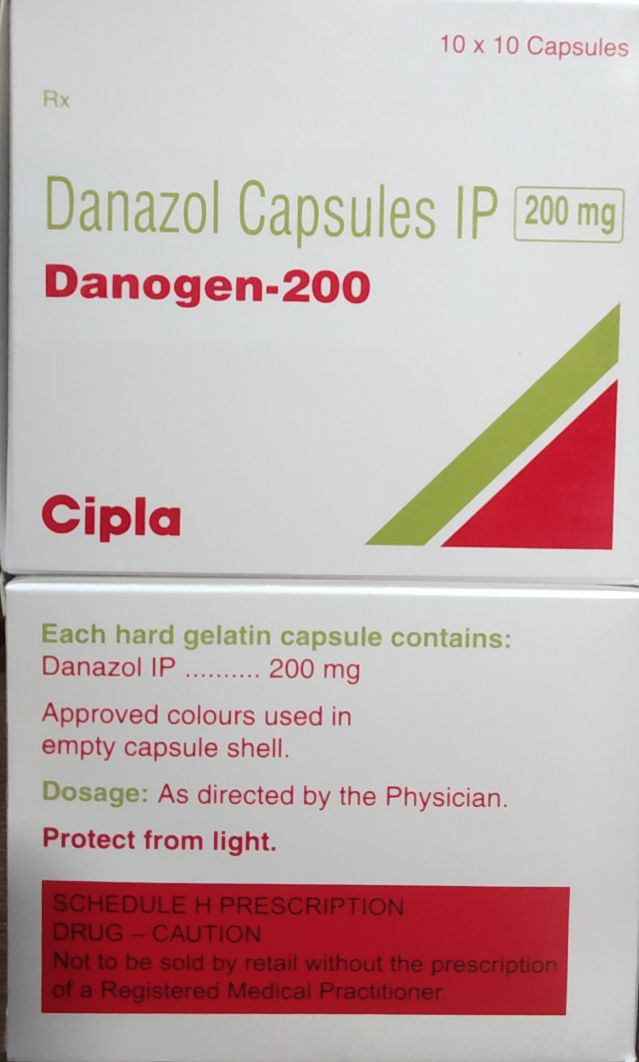 10 x 10 Capsules
Rx
Danazol Capsules IP 200 mg
Danogen-200
Cipla
Each hard gelatin capsule contains:
Danazol IP .......... 200 mg
Approved colours used in
empty capsule shell.
Dosage: As directed by the Physician.
Protect from light.
SCHEDULE H PRESCRIPTION
DRUG – CAUTION
Not to be sold by retail without the prescription
of a Registered Medical Practitioner.